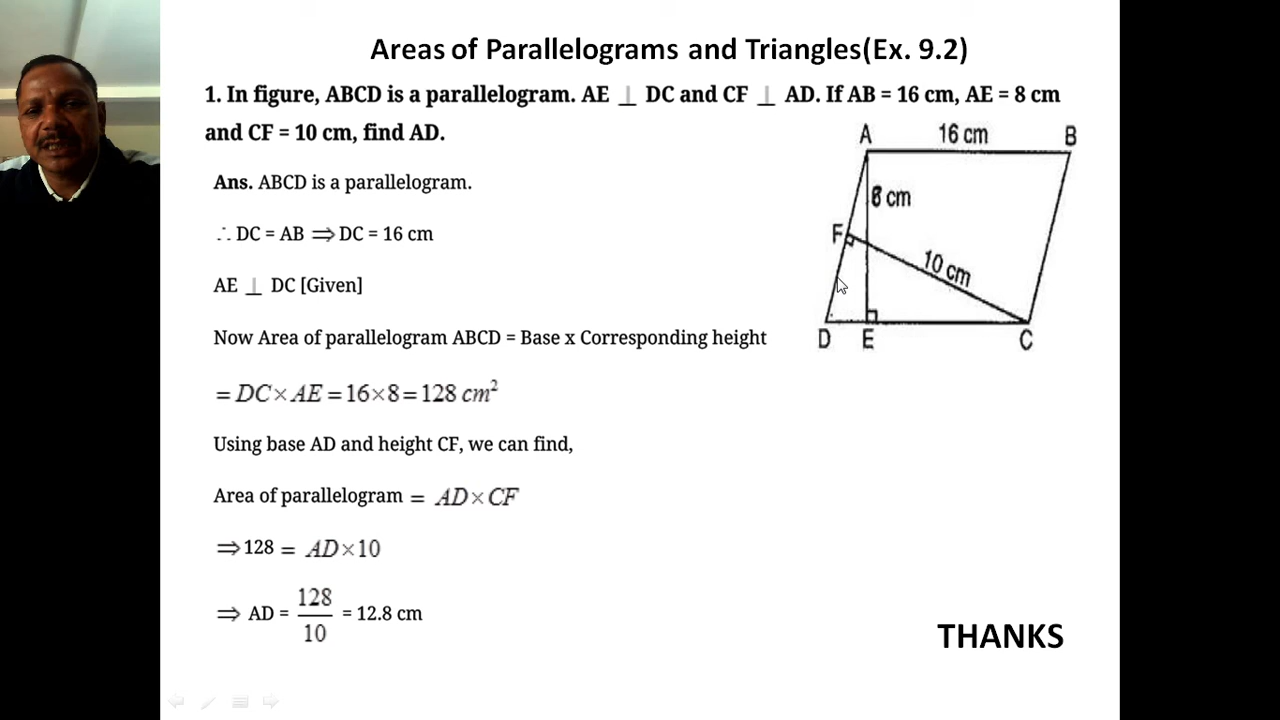 Areas of Parallelograms and Triangles(Ex. 9.2)
1. In figure, ABCD is a parallelogram. AE ⊥ DC and CF ⊥ AD. If AB = 16 cm, AE = 8 cm
and CF = 10 cm, find AD.
A 16 cm B
8 cm
F
10 cm
D E C
Ans. ABCD is a parallelogram.
∴ DC = AB ⇒ DC = 16 cm
AE ⊥ DC [Given]
Now Area of parallelogram ABCD = Base x Corresponding height
= DC × AE = 16 × 8 = 128 cm²
Using base AD and height CF, we can find,
Area of parallelogram = AD × CF
⇒ 128 = AD × 10
⇒ AD = 128/10 = 12.8 cm
THANKS